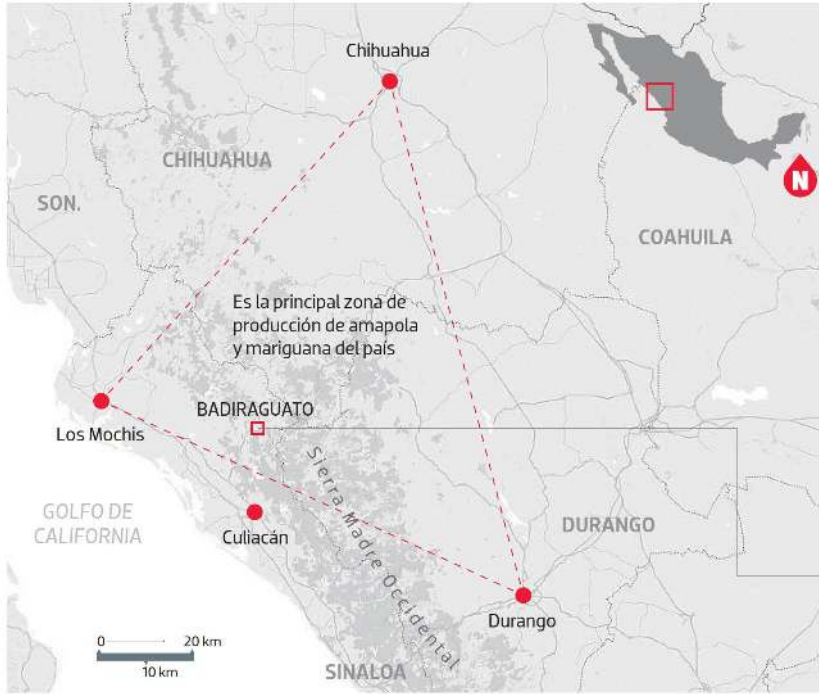 Chihuahua
CHIHUAHUA
SON.
N
COAHUILA
Es la principal zona de
producción de amapola
y mariguana del país
BADIRAGUATO
Los Mochis
Sierra Madre Occidental
GOLFO DE
CALIFORNIA
Culiacán
DURANGO
Durango
0 20 km
10 km
SINALOA